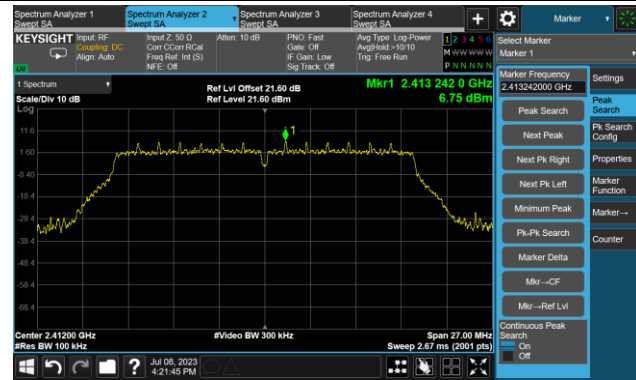 Spectrum Analyzer 1
Swept SA
Spectrum Analyzer 2
Swept SA
Spectrum Analyzer 3
Swept SA
Spectrum Analyzer 4
Swept SA
+
Marker
KEYSIGHT
Input: RF
Coupling: DC
Align: Auto
Input Z: 50 Ω
Corr CCorr RCal
Freq Ref: Int (S)
NFE: Off
Atten: 10 dB
PNO: Fast
Gate: Off
IF Gain: Low
Sig Track: Off
Avg Type: Log-Power
Avg|Hold:>10/10
Trig: Free Run
1 2 3 4 5 6
M W W W W W
P N N N N N
Select Marker
Marker 1
1 Spectrum
Scale/Div 10 dB
Log
Ref Lvl Offset 21.60 dB
Ref Level 21.60 dBm
Mkr1 2.413 242 0 GHz
6.75 dBm
11.6
1.60
-8.40
-18.4
-28.4
-38.4
-48.4
-58.4
-68.4
1
Center 2.41200 GHz
#Res BW 100 kHz
#Video BW 300 kHz
Span 27.00 MHz
Sweep 2.67 ms (2001 pts)
Marker Frequency
2.413242000 GHz
Peak Search
Next Peak
Next Pk Right
Next Pk Left
Minimum Peak
Pk-Pk Search
Marker Delta
Mkr→CF
Mkr→Ref Lvl
Continuous Peak
Search
On
Off
Settings
Peak
Search
Pk Search
Config
Properties
Marker
Function
Marker→
Counter
?
Jul 08, 2023
4:21:45 PM